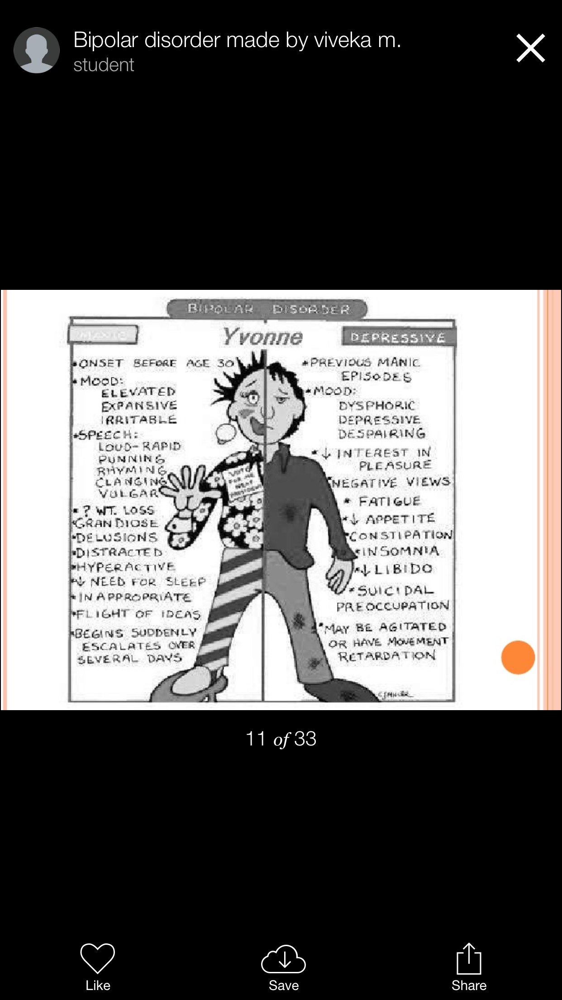 Bipolar disorder made by viveka m.
student
BIPOLAR DISORDER
MANIC
Yvonne
DEPRESSIVE
*ONSET BEFORE AGE 30
*MOOD:
ELEVATED
EXPANSIVE
IRRITABLE
*SPEECH:
LOUD-RAPID
PUNNING
RHYMING
CLANGING
VULGAR
*? WT. LOSS
*GRANDIOSE
*DELUSIONS
*DISTRACTED
*HYPERACTIVE
*↓ NEED FOR SLEEP
*INAPPROPRIATE
*FLIGHT OF IDEAS
*BEGINS SUDDENLY
ESCALATES OVER
SEVERAL DAYS
VOTE
FOR ME
NEXT
PRESIDENT
*PREVIOUS MANIC
EPISODES
*MOOD:
DYSPHORIC
DEPRESSIVE
DESPAIRING
*↓ INTEREST IN
PLEASURE
*NEGATIVE VIEWS
*FATIGUE
*↓ APPETITE
*CONSTIPATION
*INSOMNIA
*↓ LIBIDO
*SUICIDAL
PREOCCUPATION
*MAY BE AGITATED
OR HAVE MOVEMENT
RETARDATION
11 of 33
Like
Save
Share